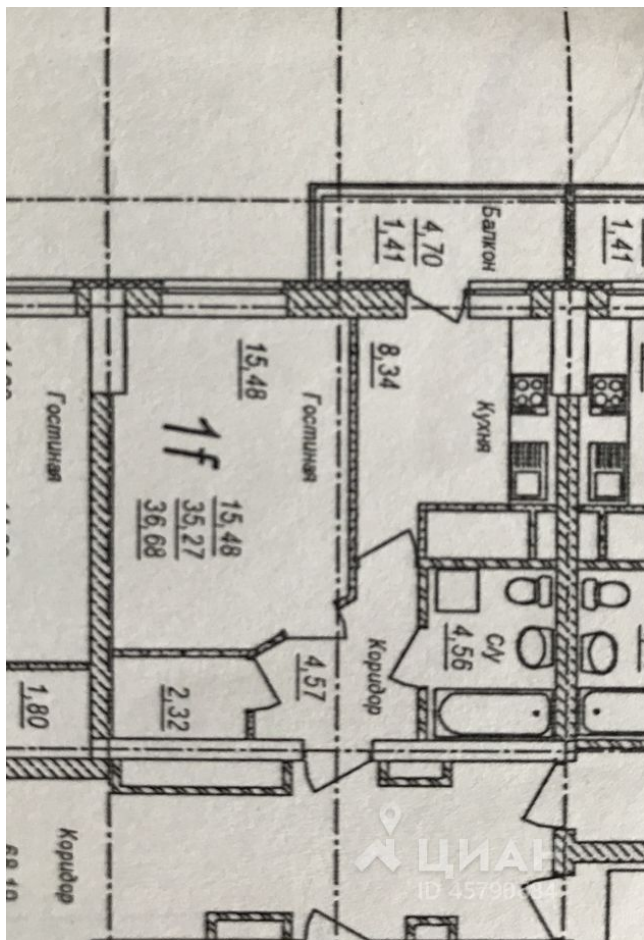 Балкон
4,70
1,41
1,41
8,34
Кухня
15,48
Гостиная
Гостиная
1f
15,48
35,27
36,68
с/у
4,56
Коридор
4,57
2,32
1,80
Коридор
ЦИАН